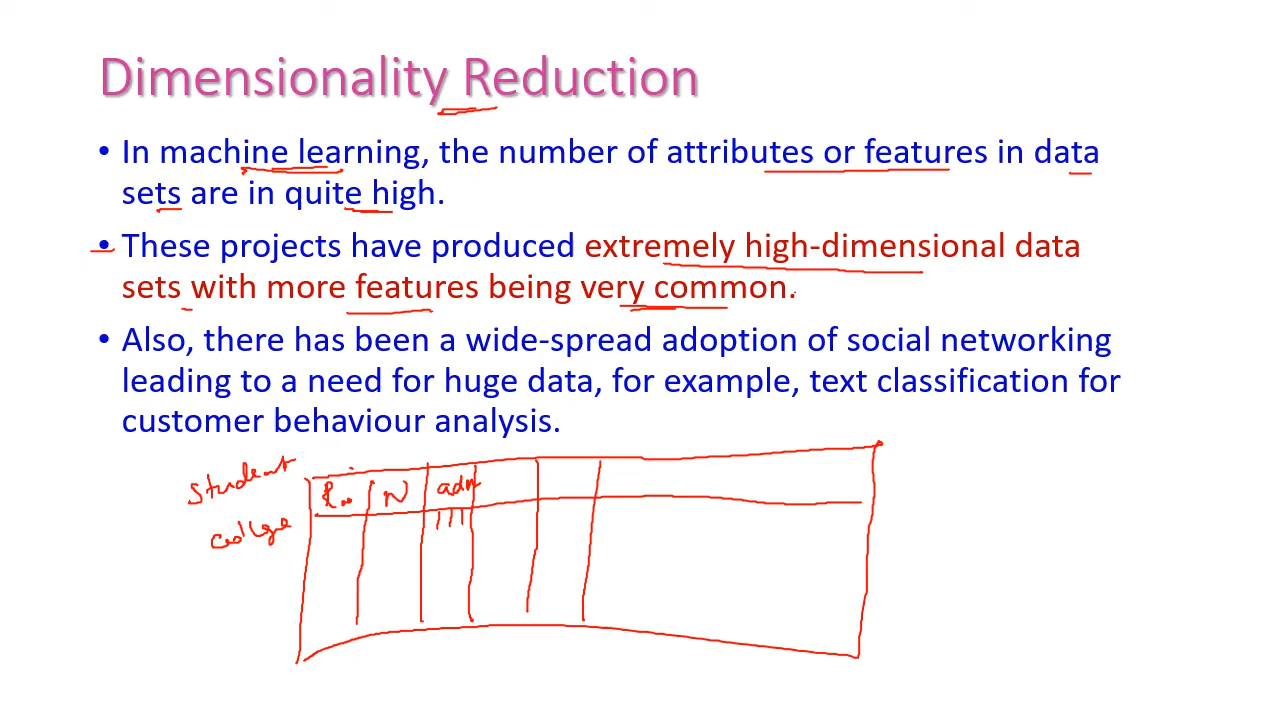 Dimensionality Reduction
• In machine learning, the number of attributes or features in data
sets are in quite high.
• These projects have produced extremely high-dimensional data
sets with more features being very common.
• Also, there has been a wide-spread adoption of social networking
leading to a need for huge data, for example, text classification for
customer behaviour analysis.
Student
N
college